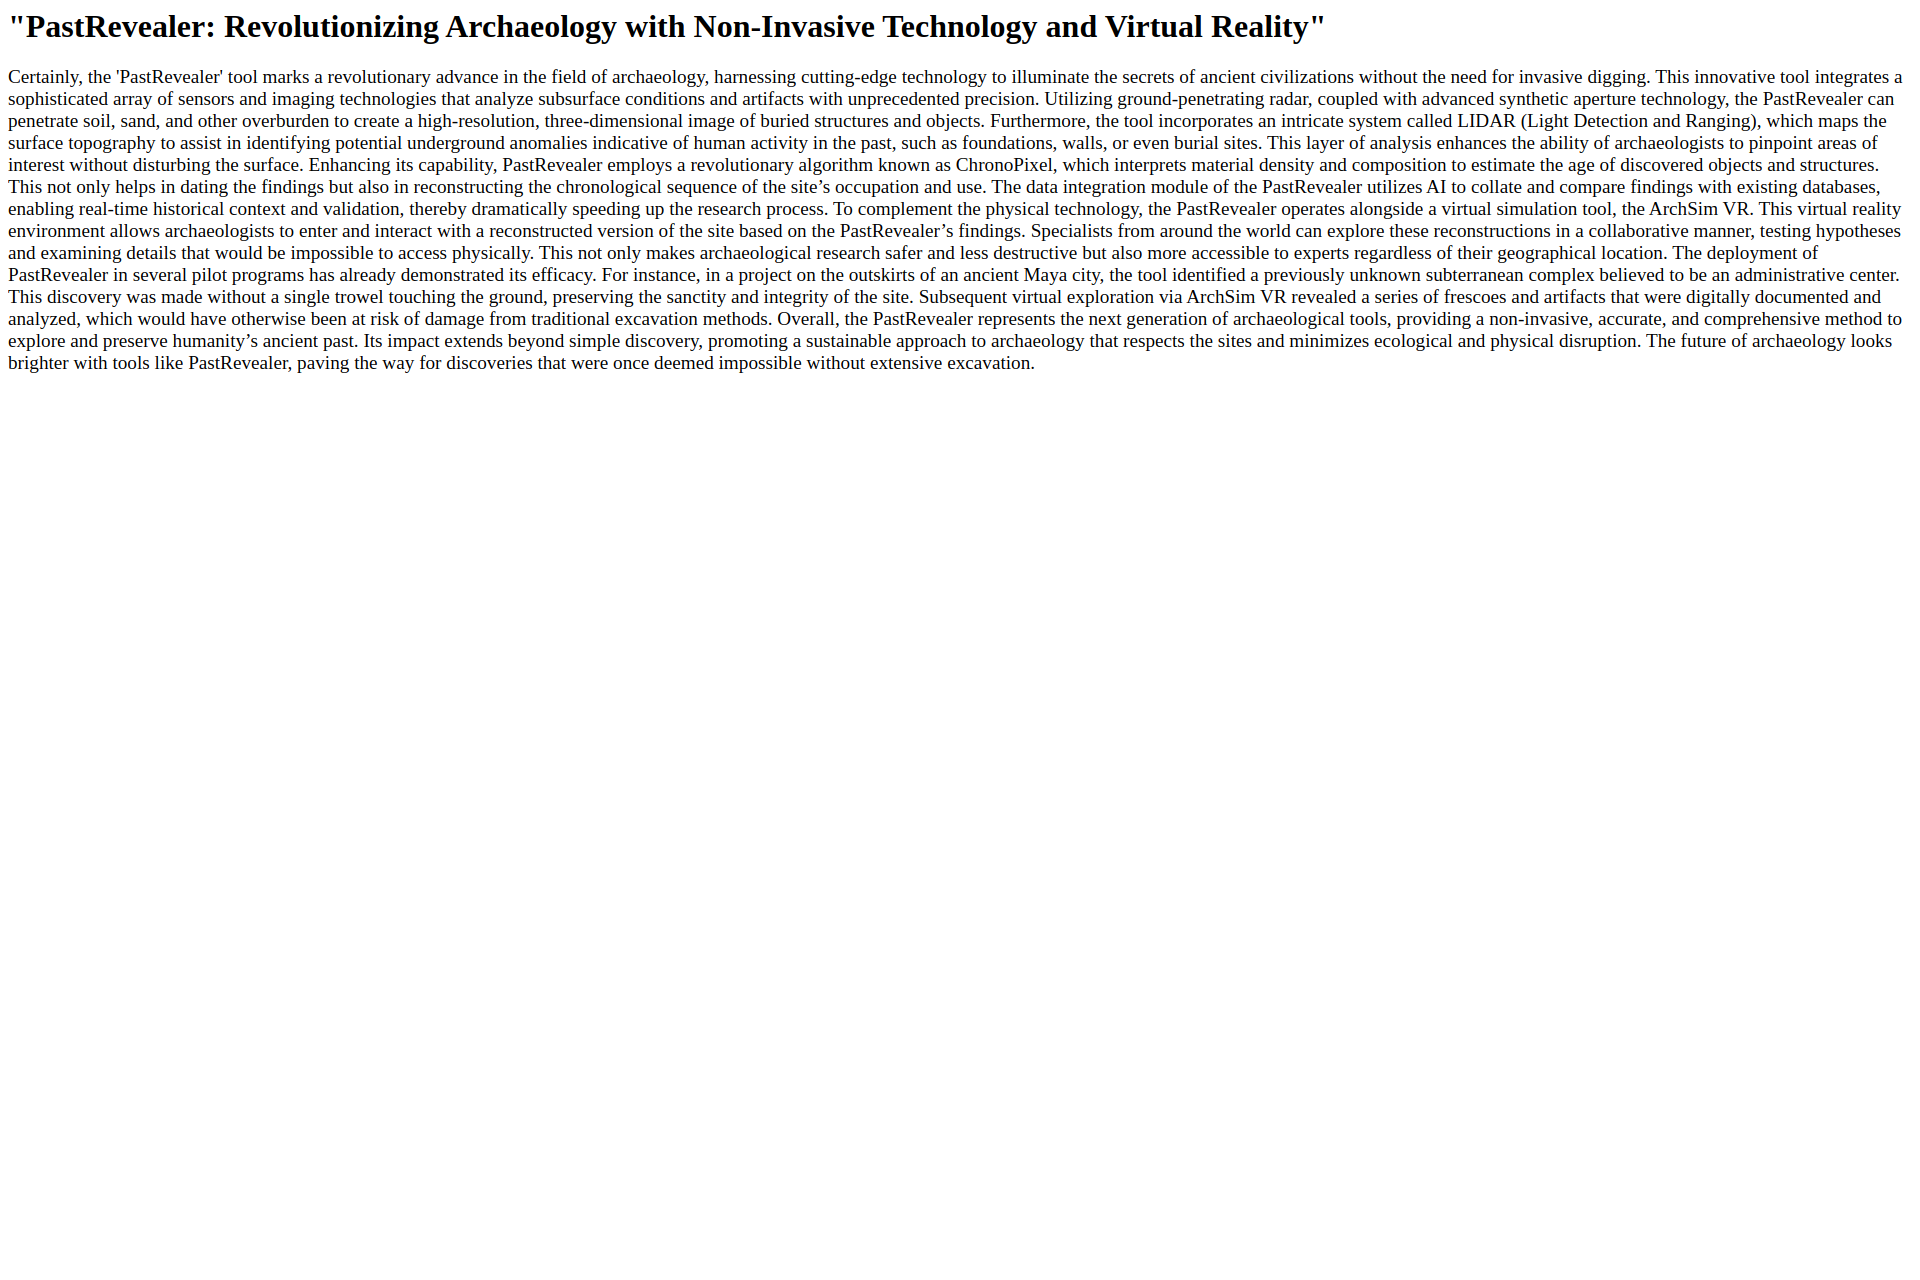 "PastRevealer: Revolutionizing Archaeology with Non-Invasive Technology and Virtual Reality"
Certainly, the 'PastRevealer' tool marks a revolutionary advance in the field of archaeology, harnessing cutting-edge technology to illuminate the secrets of ancient civilizations without the need for invasive digging. This innovative tool integrates a
sophisticated array of sensors and imaging technologies that analyze subsurface conditions and artifacts with unprecedented precision. Utilizing ground-penetrating radar, coupled with advanced synthetic aperture technology, the PastRevealer can
penetrate soil, sand, and other overburden to create a high-resolution, three-dimensional image of buried structures and objects. Furthermore, the tool incorporates an intricate system called LIDAR (Light Detection and Ranging), which maps the
surface topography to assist in identifying potential underground anomalies indicative of human activity in the past, such as foundations, walls, or even burial sites. This layer of analysis enhances the ability of archaeologists to pinpoint areas of
interest without disturbing the surface. Enhancing its capability, PastRevealer employs a revolutionary algorithm known as ChronoPixel, which interprets material density and composition to estimate the age of discovered objects and structures.
This not only helps in dating the findings but also in reconstructing the chronological sequence of the site’s occupation and use. The data integration module of the PastRevealer utilizes AI to collate and compare findings with existing databases,
enabling real-time historical context and validation, thereby dramatically speeding up the research process. To complement the physical technology, the PastRevealer operates alongside a virtual simulation tool, the ArchSim VR. This virtual reality
environment allows archaeologists to enter and interact with a reconstructed version of the site based on the PastRevealer’s findings. Specialists from around the world can explore these reconstructions in a collaborative manner, testing hypotheses
and examining details that would be impossible to access physically. This not only makes archaeological research safer and less destructive but also more accessible to experts regardless of their geographical location. The deployment of
PastRevealer in several pilot programs has already demonstrated its efficacy. For instance, in a project on the outskirts of an ancient Maya city, the tool identified a previously unknown subterranean complex believed to be an administrative center.
This discovery was made without a single trowel touching the ground, preserving the sanctity and integrity of the site. Subsequent virtual exploration via ArchSim VR revealed a series of frescoes and artifacts that were digitally documented and
analyzed, which would have otherwise been at risk of damage from traditional excavation methods. Overall, the PastRevealer represents the next generation of archaeological tools, providing a non-invasive, accurate, and comprehensive method to
explore and preserve humanity’s ancient past. Its impact extends beyond simple discovery, promoting a sustainable approach to archaeology that respects the sites and minimizes ecological and physical disruption. The future of archaeology looks
brighter with tools like PastRevealer, paving the way for discoveries that were once deemed impossible without extensive excavation.